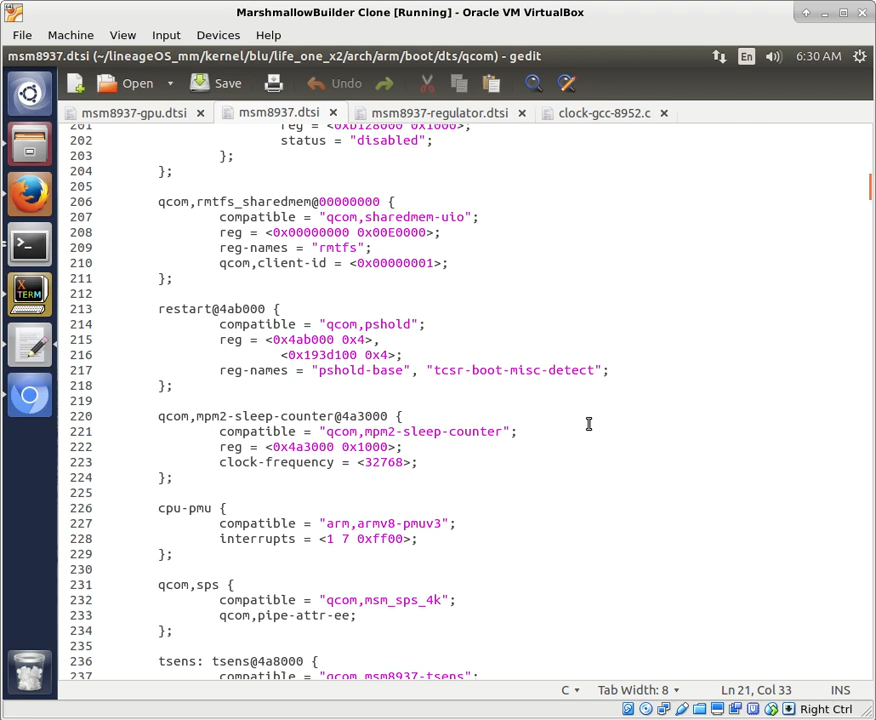 MarshmallowBuilder Clone [Running] - Oracle VM VirtualBox
File Machine View Input Devices Help
msm8937.dtsi (~/lineageOS_mm/kernel/blu/life_one_x2/arch/arm/boot/dts/qcom) - gedit En 6:30 AM
Open Save Undo
msm8937-gpu.dtsi × msm8937.dtsi × msm8937-regulator.dtsi × clock-gcc-8952.c ×
201 reg = <0xb128000 0x1000>;
202 status = "disabled";
203 };
204 };
205
206 qcom,rmtfs_sharedmem@00000000 {
207 compatible = "qcom,sharedmem-uio";
208 reg = <0x00000000 0x00E0000>;
209 reg-names = "rmtfs";
210 qcom,client-id = <0x00000001>;
211 };
212
213 restart@4ab000 {
214 compatible = "qcom,pshold";
215 reg = <0x4ab000 0x4>,
216 <0x193d100 0x4>;
217 reg-names = "pshold-base", "tcsr-boot-misc-detect";
218 };
219
220 qcom,mpm2-sleep-counter@4a3000 {
221 compatible = "qcom,mpm2-sleep-counter";
222 reg = <0x4a3000 0x1000>;
223 clock-frequency = <32768>;
224 };
225
226 cpu-pmu {
227 compatible = "arm,armv8-pmuv3";
228 interrupts = <1 7 0xff00>;
229 };
230
231 qcom,sps {
232 compatible = "qcom,msm_sps_4k";
233 qcom,pipe-attr-ee;
234 };
235
236 tsens: tsens@4a8000 {
237 compatible = "qcom,msm8937-tsens";
C Tab Width: 8 Ln 21, Col 33 INS
Right Ctrl
X TERM